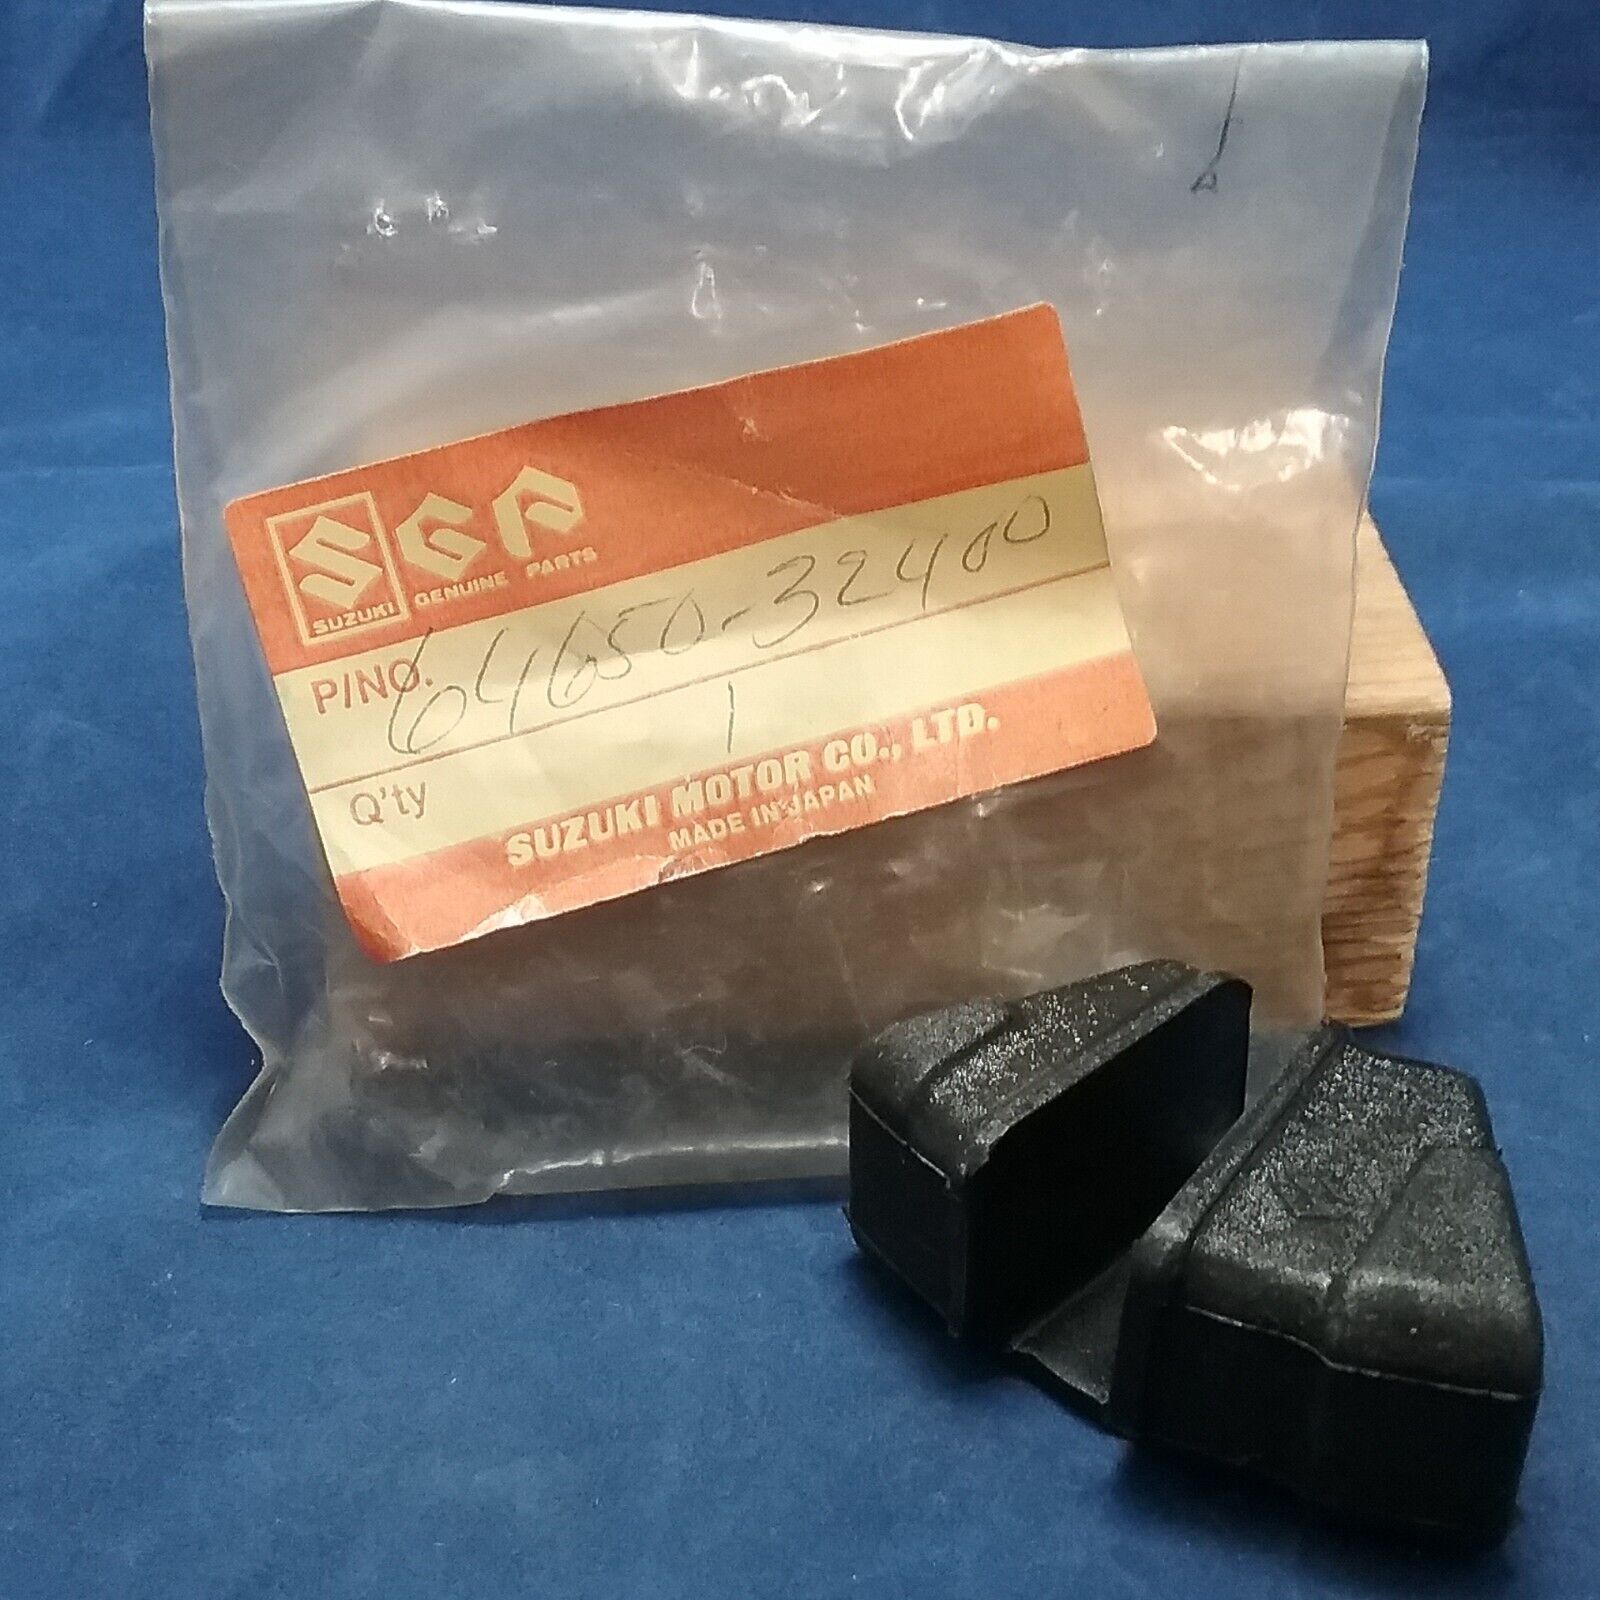 SGP
SUZUKI GENUINE PARTS
P/NO. 64650-32400
Q'ty 1
SUZUKI MOTOR CO., LTD.
MADE IN JAPAN